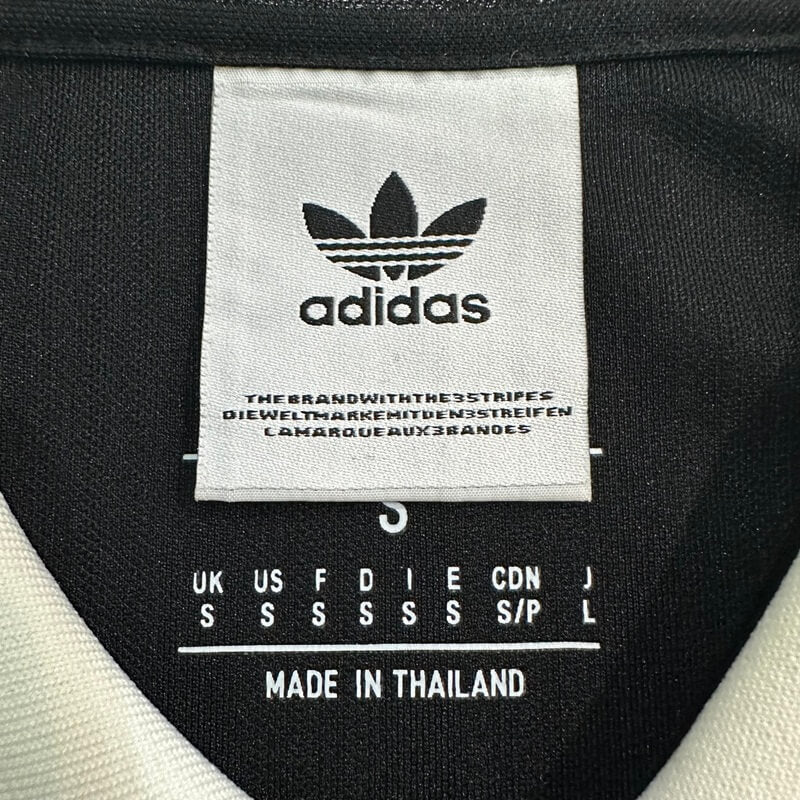 adidas
THEBRANDWITHTHE3STRIPES
DIEWELTMARKEMITDEN3STREIFEN
LAMARQUEAUX3BANDES
S
UK US F D I E CDN J
S S S S S S S/P L
MADE IN THAILAND